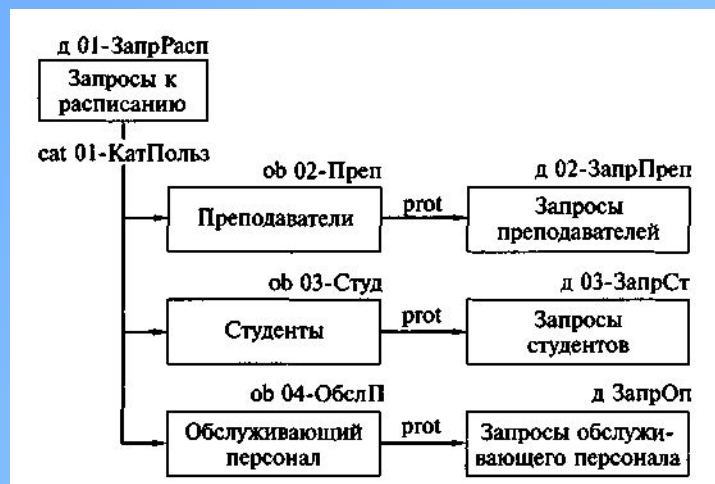 д 01-ЗапрРасп
Запросы к
расписанию
cat 01-КатПольз
ob 02-Преп
Преподаватели
prot
д 02-ЗапрПреп
Запросы
преподавателей
ob 03-Студ
Студенты
prot
д 03-ЗапрСт
Запросы
студентов
ob 04-ОбслП
Обслуживающий
персонал
prot
д ЗапрОп
Запросы обслужи-
вающего персонала